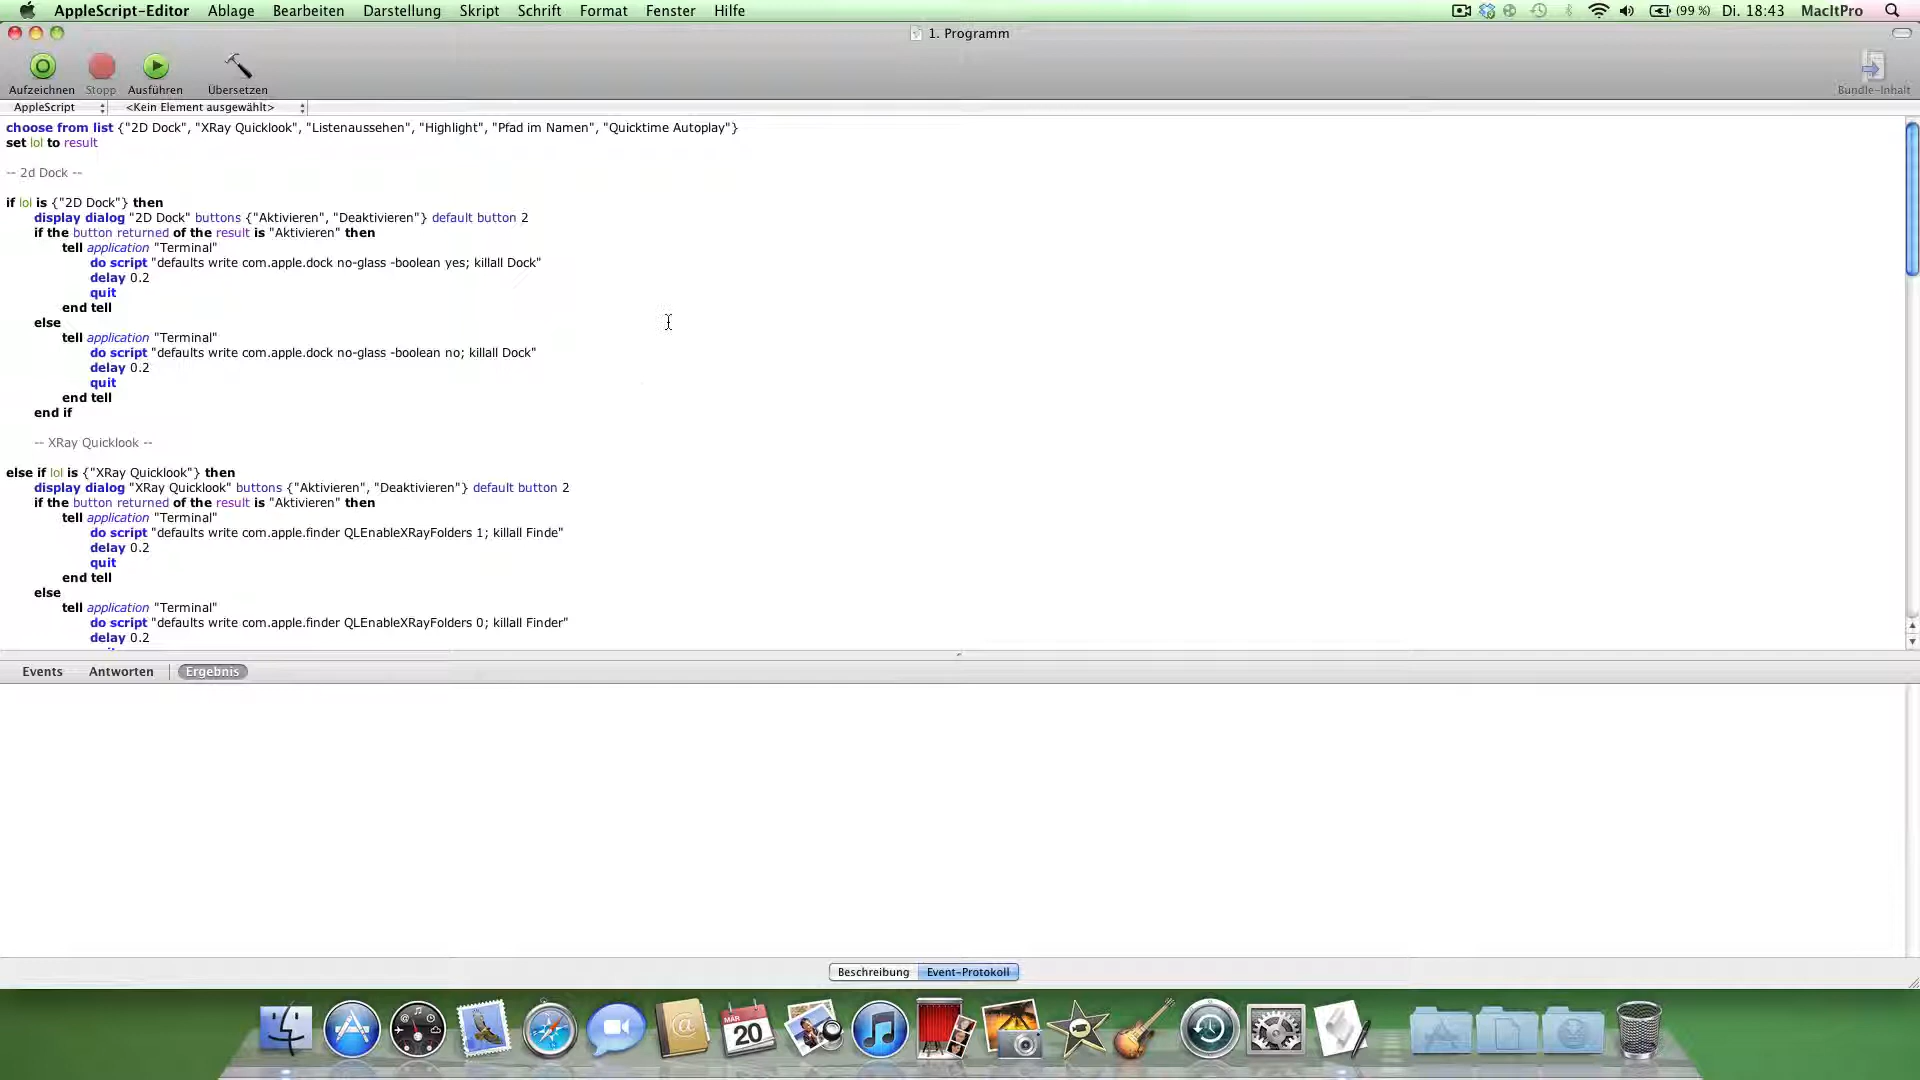 AppleScript-Editor Ablage Bearbeiten Darstellung Skript Schrift Format Fenster Hilfe (99 %) Di. 18:43 MacItPro
1. Programm
Aufzeichnen Stopp Ausführen Übersetzen Bundle-Inhalt
AppleScript <Kein Element ausgewählt>
choose from list {"2D Dock", "XRay Quicklook", "Listenaussehen", "Highlight", "Pfad im Namen", "Quicktime Autoplay"}
set lol to result
-- 2d Dock --
if lol is {"2D Dock"} then
display dialog "2D Dock" buttons {"Aktivieren", "Deaktivieren"} default button 2
if the button returned of the result is "Aktivieren" then
tell application "Terminal"
do script "defaults write com.apple.dock no-glass -boolean yes; killall Dock"
delay 0.2
quit
end tell
else
tell application "Terminal"
do script "defaults write com.apple.dock no-glass -boolean no; killall Dock"
delay 0.2
quit
end tell
end if
-- XRay Quicklook --
else if lol is {"XRay Quicklook"} then
display dialog "XRay Quicklook" buttons {"Aktivieren", "Deaktivieren"} default button 2
if the button returned of the result is "Aktivieren" then
tell application "Terminal"
do script "defaults write com.apple.finder QLEnableXRayFolders 1; killall Finde"
delay 0.2
quit
end tell
else
tell application "Terminal"
do script "defaults write com.apple.finder QLEnableXRayFolders 0; killall Finder"
delay 0.2
Events Antworten Ergebnis
Beschreibung Event-Protokoll
MÄR
20